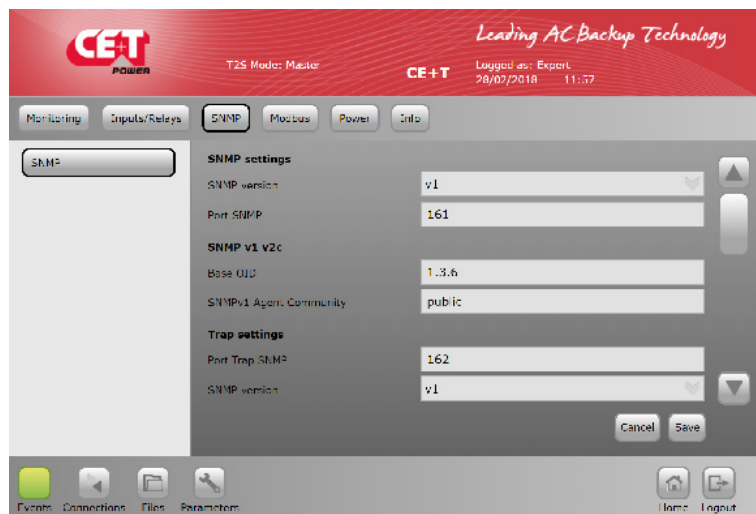 CE+T
POWER
Leading AC Backup Technology
T2S Mode: Master
CE+T
Logged as: Expert
28/02/2018 11:57
Monitoring
Inputs/Relays
SNMP
Modbus
Power
Info
SNMP
SNMP settings
SNMP version
v1
Port SNMP
161
SNMP v1 v2c
Base OID
1.3.6
SNMPv1 Agent Community
public
Trap settings
Port Trap SNMP
162
SNMP version
v1
Cancel
Save
Events
Connections
Files
Parameters
Home
Logout